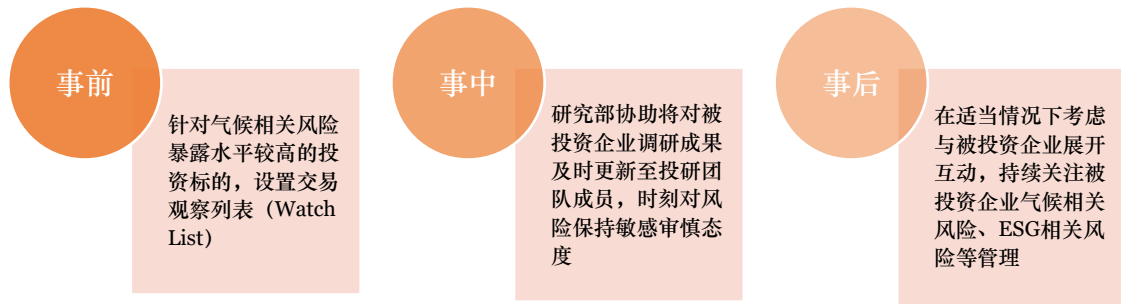 事前
针对气候相关风险
暴露水平较高的投
资标的，设置交易
观察列表（Watch
List）
事中
研究部协助将对被
投资企业调研成果
及时更新至投研团
队成员，时刻对风
险保持敏感审慎态
度
事后
在适当情况下考虑
与被投资企业展开
互动，持续关注被
投资企业气候相关
风险、ESG相关风
险等管理